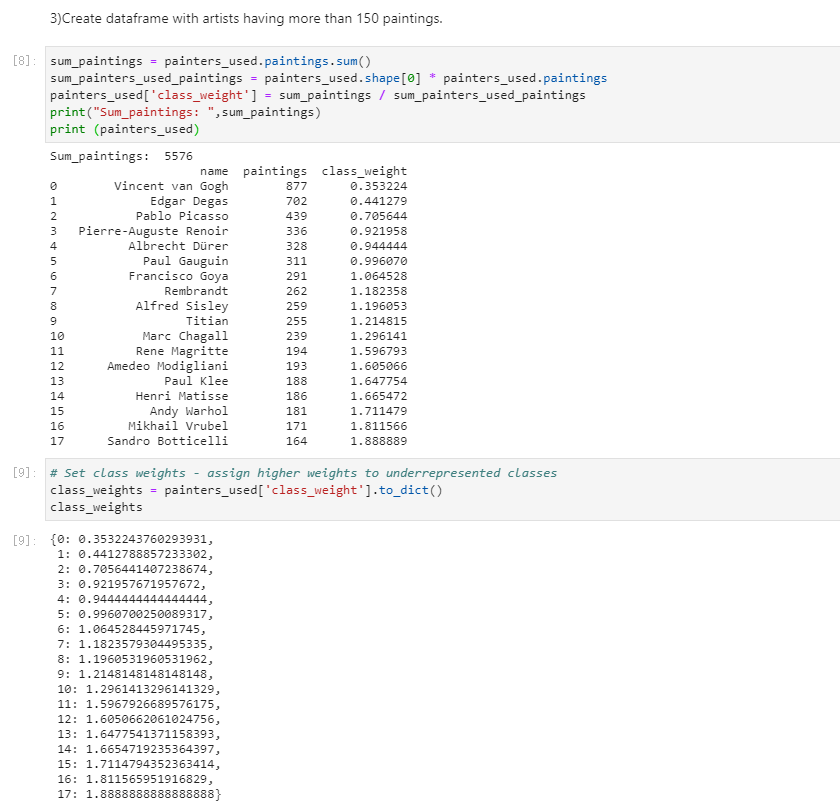 3)Create dataframe with artists having more than 150 paintings.
[8]: sum_paintings = painters_used.paintings.sum()
sum_painters_used_paintings = painters_used.shape[0] * painters_used.paintings
painters_used['class_weight'] = sum_paintings / sum_painters_used_paintings
print("Sum_paintings: ",sum_paintings)
print (painters_used)
Sum_paintings:  5576
name paintings class_weight
0 Vincent van Gogh 877 0.353224
1 Edgar Degas 702 0.441279
2 Pablo Picasso 439 0.705644
3 Pierre-Auguste Renoir 336 0.921958
4 Albrecht Dürer 328 0.944444
5 Paul Gauguin 311 0.996070
6 Francisco Goya 291 1.064528
7 Rembrandt 262 1.182358
8 Alfred Sisley 259 1.196053
9 Titian 255 1.214815
10 Marc Chagall 239 1.296141
11 Rene Magritte 194 1.596793
12 Amedeo Modigliani 193 1.605066
13 Paul Klee 188 1.647754
14 Henri Matisse 186 1.665472
15 Andy Warhol 181 1.711479
16 Mikhail Vrubel 171 1.811566
17 Sandro Botticelli 164 1.888889
[9]: # Set class weights - assign higher weights to underrepresented classes
class_weights = painters_used['class_weight'].to_dict()
class_weights
[9]: {0: 0.3532243760293931,
1: 0.4412788857233302,
2: 0.7056441407238674,
3: 0.921957671957672,
4: 0.9444444444444444,
5: 0.9960700250089317,
6: 1.064528445971745,
7: 1.1823579304495335,
8: 1.1960531960531962,
9: 1.2148148148148148,
10: 1.2961413296141329,
11: 1.5967926689576175,
12: 1.6050662061024756,
13: 1.6477541371158393,
14: 1.6654719235364397,
15: 1.7114794352363414,
16: 1.811565951916829,
17: 1.8888888888888888}